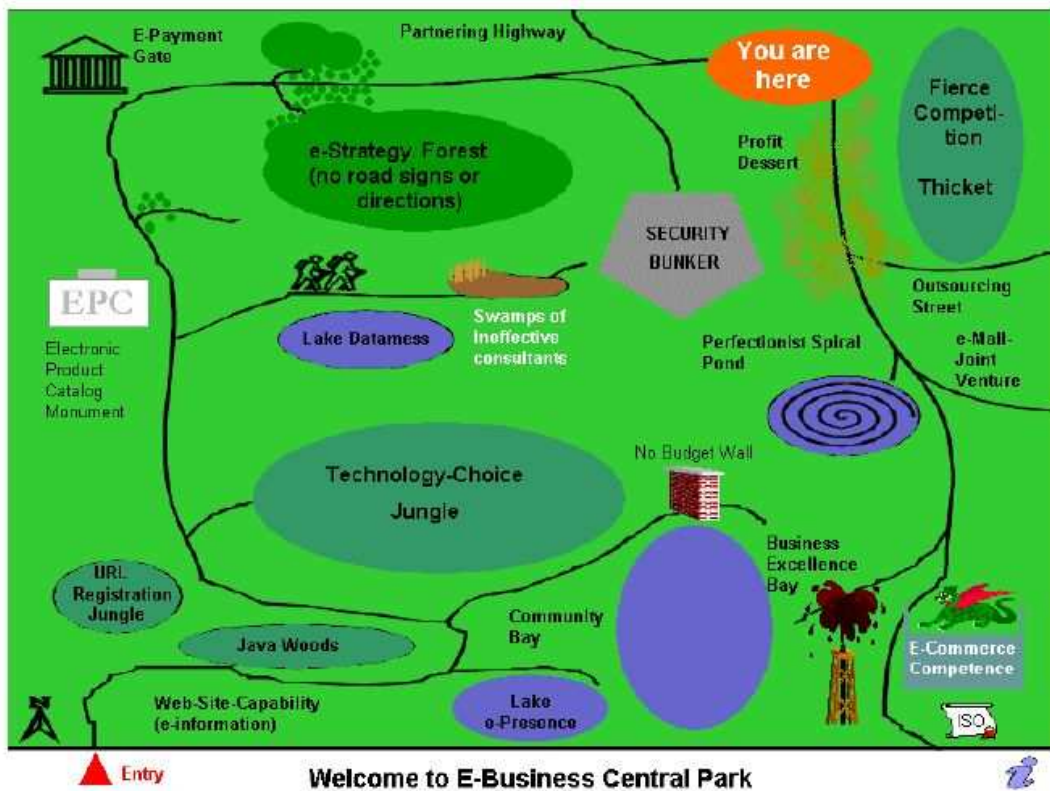 E-Payment
Gate
Partnering Highway
You are
here
Fierce
Competi-
tion
Thicket
Profit
Dessert
e-Strategy Forest
(no road signs or
directions)
SECURITY
BUNKER
EPC
Electronic
Product
Catalog
Monument
Lake Datamess
Swamps of
Ineffective
consultants
Outsourcing
Street
e-Mall-
Joint
Venture
Perfectionist Spiral
Pond
No Budget Wall
Technology-Choice
Jungle
Business
Excellence
Bay
URL
Registration
Jungle
Java Woods
Community
Bay
E-Commerce
Competence
Web-Site-Capability
(e-information)
Lake
e-Presence
ISO
Entry
Welcome to E-Business Central Park
i